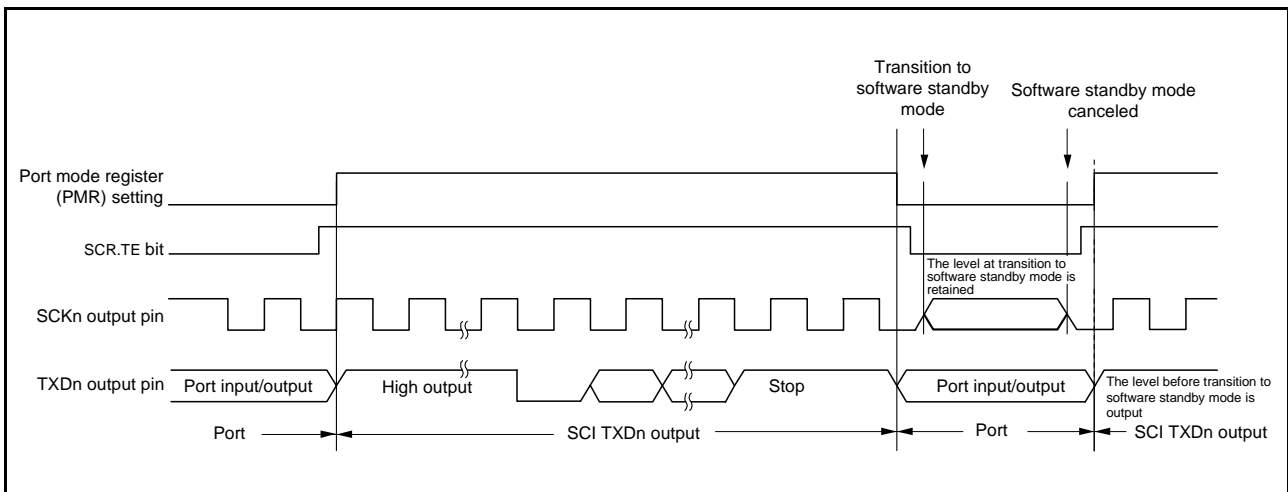 Transition to
software standby
mode
Software standby mode
canceled
Port mode register
(PMR) setting
SCR.TE bit
The level at transition to
software standby mode is
retained
SCKn output pin
TXDn output pin
Port input/output
High output
Stop
Port input/output
The level before transition to
software standby mode is
output
Port
SCI TXDn output
Port
SCI TXDn output